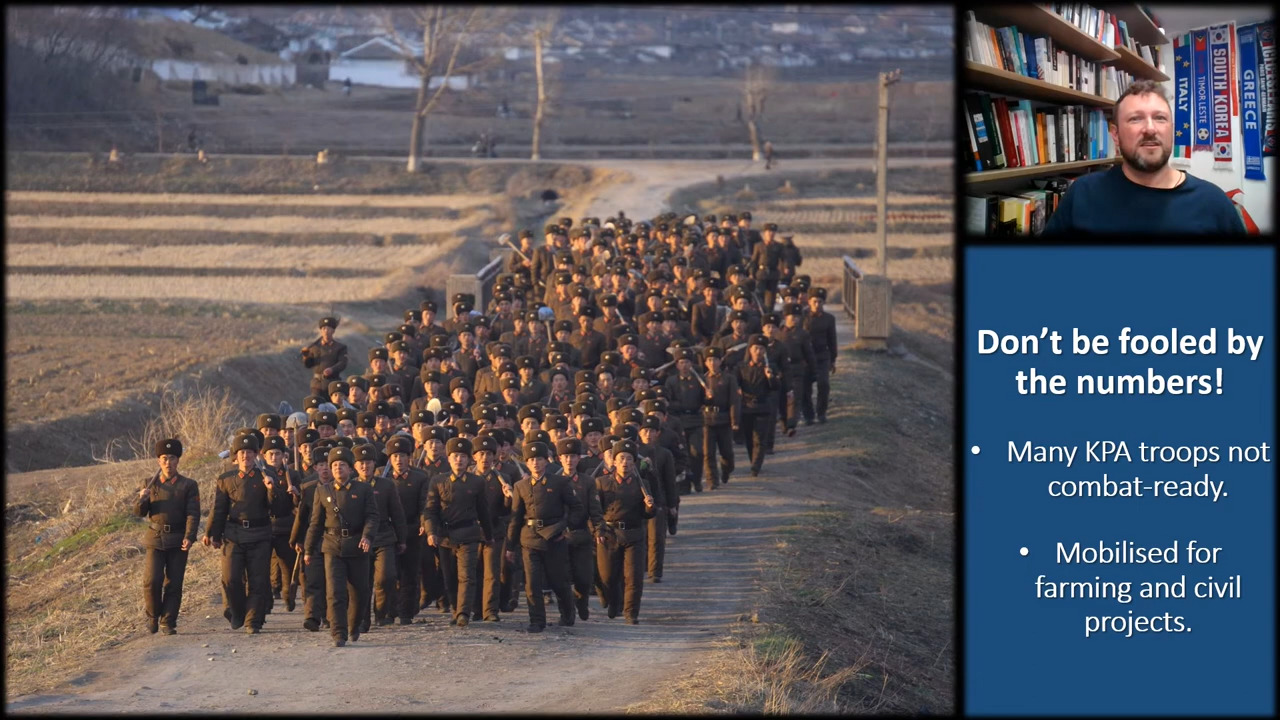 ITALY
TIMOR LESTE
SOUTH KOREA
GREECE
Don't be fooled by
the numbers!
• Many KPA troops not
combat-ready.
• Mobilised for
farming and civil
projects.